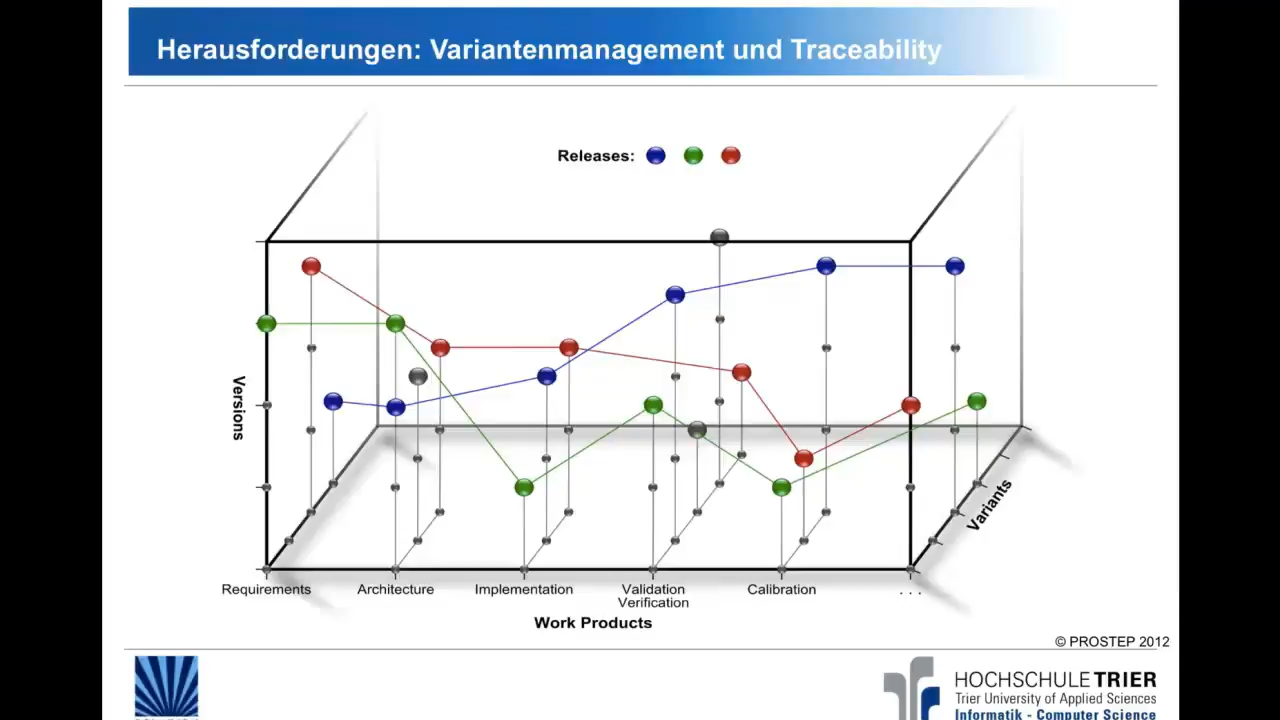 Herausforderungen: Variantenmanagement und Traceability
Releases:
Versions
Variants
Requirements
Architecture
Implementation
Validation
Verification
Calibration
. . .
Work Products
© PROSTEP 2012
HOCHSCHULE TRIER
Trier University of Applied Sciences
Informatik - Computer Science